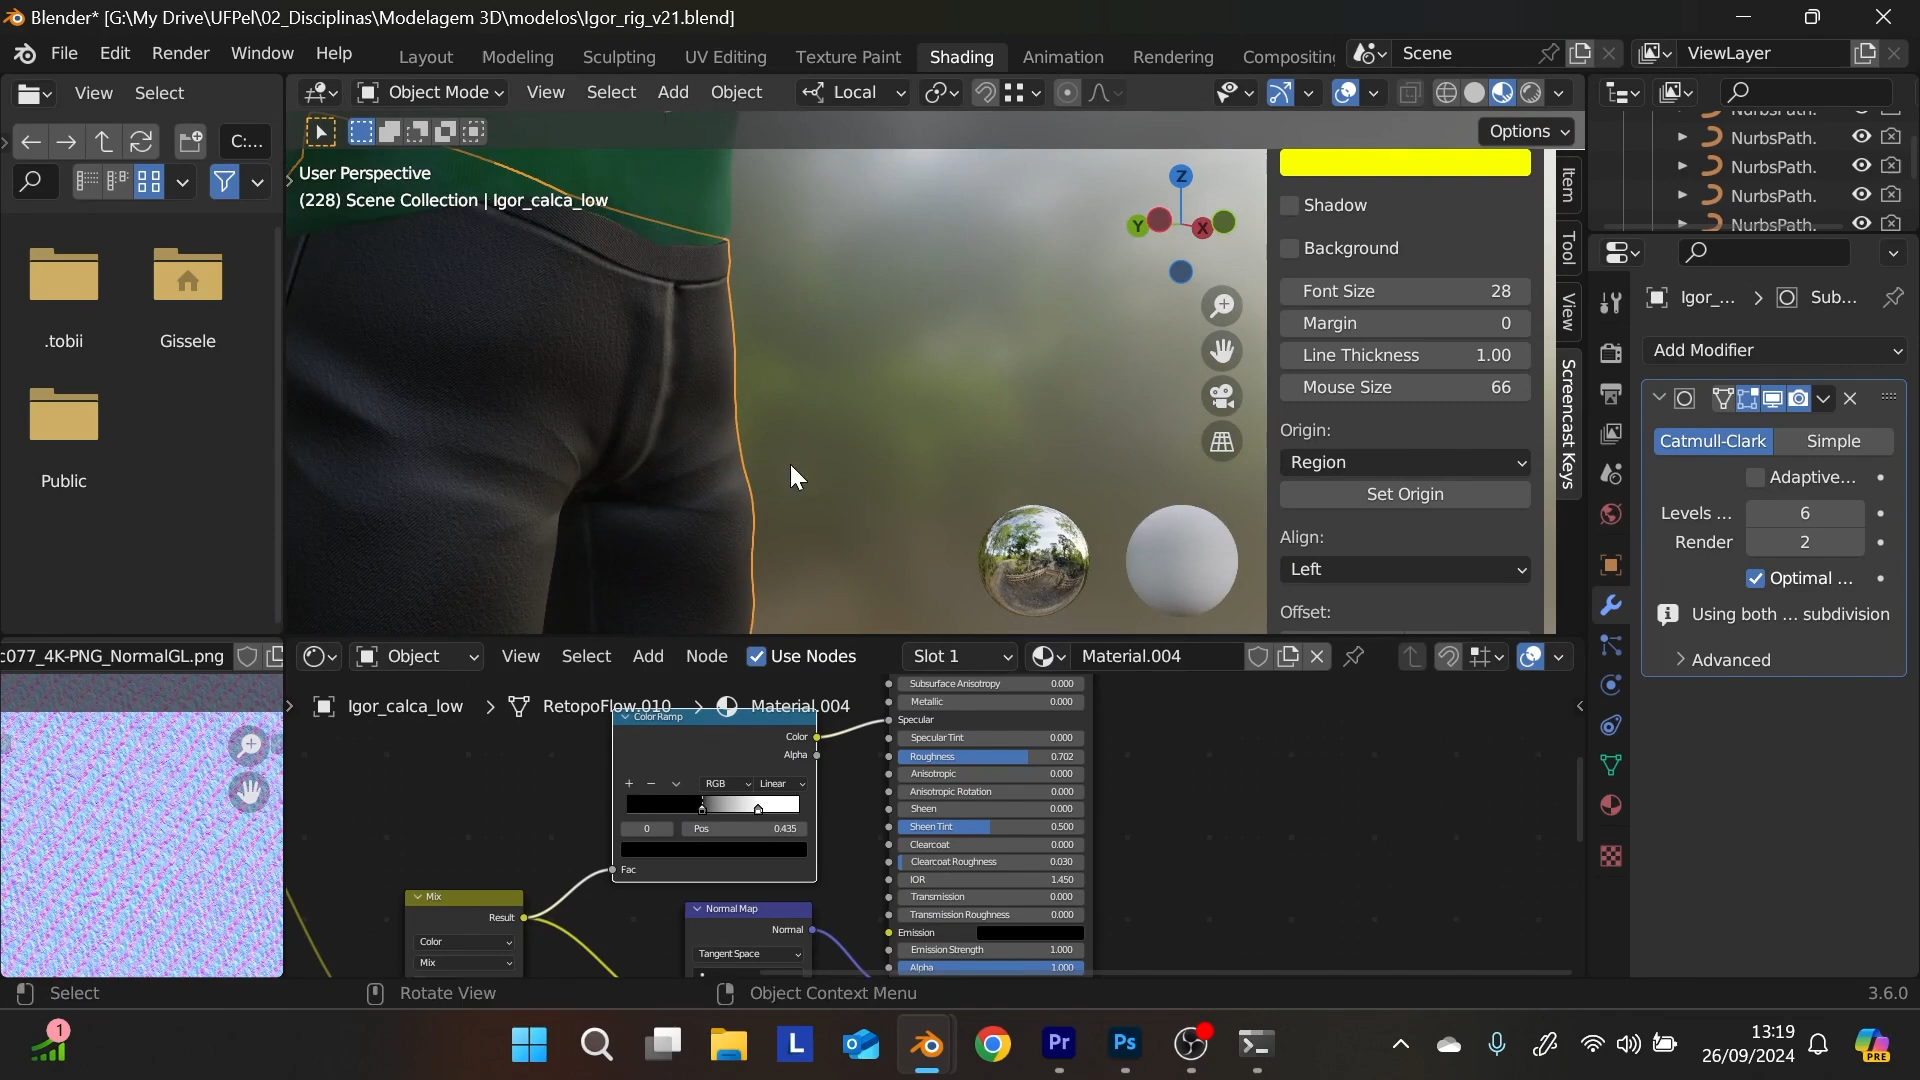 Blender* [G:\My Drive\UFPel\02_Disciplinas\Modelagem 3D\modelos\Igor_rig_v21.blend]
File Edit Render Window Help
Layout Modeling Sculpting UV Editing Texture Paint Shading Animation Rendering Compositing
Scene
ViewLayer
View Select
Object Mode View Select Add Object Local
Options
C:...
.tobii
Gissele
Public
User Perspective
(228) Scene Collection | Igor_calca_low
Z
Y
X
Shadow
Background
Font Size 28
Margin 0
Line Thickness 1.00
Mouse Size 66
Origin:
Region
Set Origin
Align:
Left
Offset:
Item
Tool
View
Screencast Keys
NurbsPath.
NurbsPath.
NurbsPath.
NurbsPath.
NurbsPath.
Igor_... Sub...
Add Modifier
Catmull-Clark Simple
Adaptive...
Levels ... 6
Render 2
Optimal ...
Using both ... subdivision
Advanced
c077_4K-PNG_NormalGL.png
Object View Select Add Node Use Nodes Slot 1 Material.004
Igor_calca_low RetopoFlow.010 Material.004
Color Ramp
Color
Alpha
RGB Linear
0 Pos 0.435
Fac
Mix
Result
Color
Mix
Normal Map
Normal
Tangent Space
Subsurface Anisotropy 0.000
Metallic 0.000
Specular
Specular Tint 0.000
Roughness 0.702
Anisotropic 0.000
Anisotropic Rotation 0.000
Sheen 0.000
Sheen Tint 0.500
Clearcoat 0.000
Clearcoat Roughness 0.030
IOR 1.450
Transmission 0.000
Transmission Roughness 0.000
Emission
Emission Strength 1.000
Alpha 1.000
Select
Rotate View
Object Context Menu
3.6.0
1
L
Pr
Ps
13:19
26/09/2024
PRE